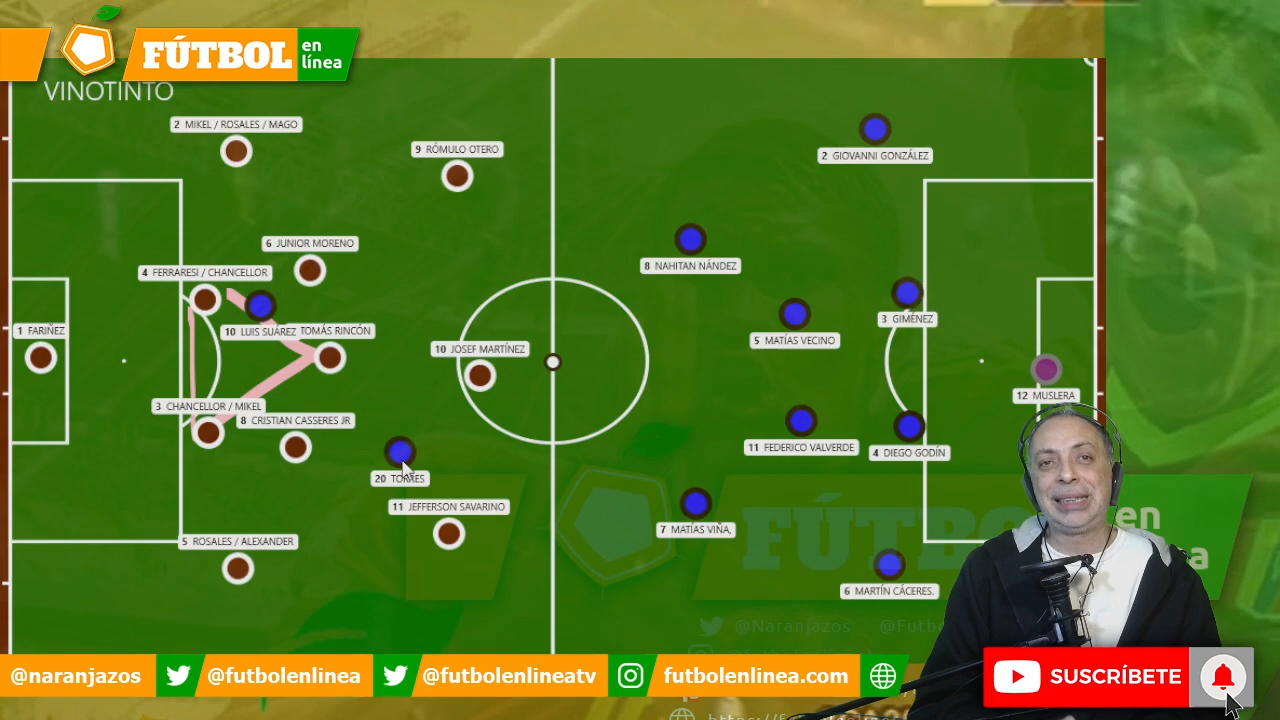 FÚTBOL
en
línea
VINOTINTO
2 MIKEL / ROSALES / MAGO
9 RÓMULO OTERO
2 GIOVANNI GONZÁLEZ
6 JUNIOR MORENO
4 FERRARESI / CHANCELLOR
8 NAHITAN NÁNDEZ
1 FARIÑEZ
10 LUIS SUÁREZ
TOMÁS RINCÓN
3 GIMÉNEZ
10 JOSEF MARTÍNEZ
5 MATÍAS VECINO
12 MUSLERA
3 CHANCELLOR / MIKEL
8 CRISTIAN CASSERES JR
11 FEDERICO VALVERDE
4 DIEGO GODÍN
20 TORRES
11 JEFFERSON SAVARINO
7 MATÍAS VIÑA,
5 ROSALES / ALEXANDER
6 MARTÍN CÁCERES.
en
@Naranjazos
@naranjazos
@futbolenlinea
@futbolenlineatv
futbolenlinea.com
SUSCRÍBETE